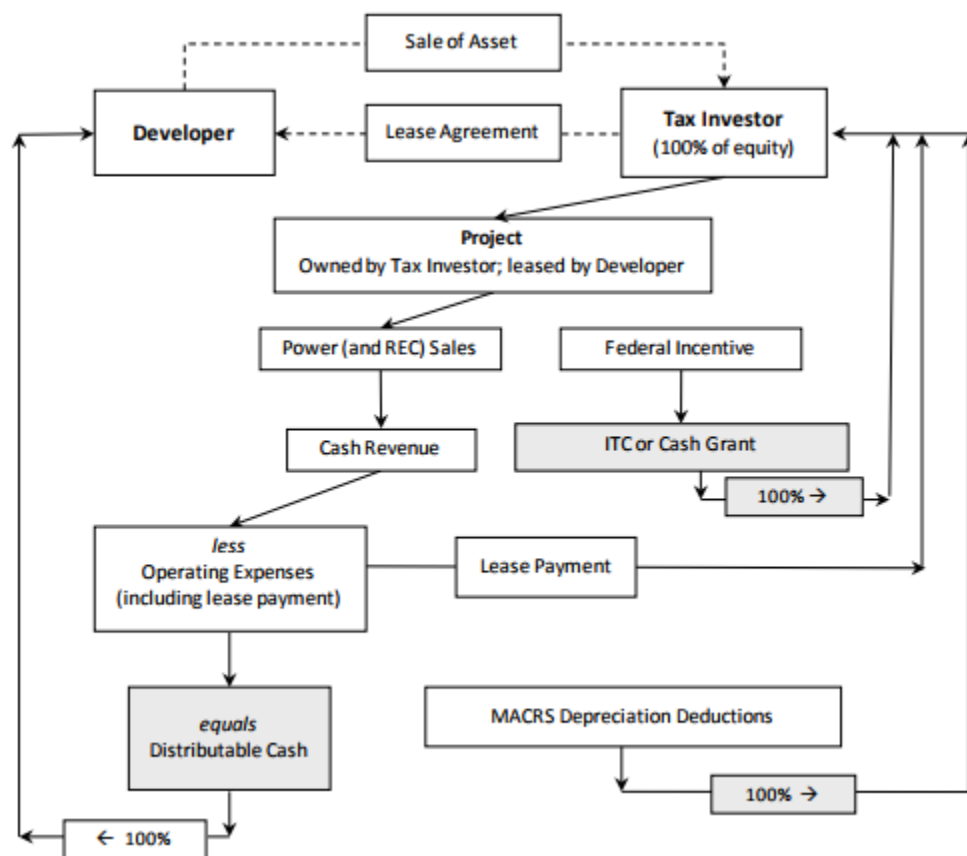 Sale of Asset
Developer
Lease Agreement
Tax Investor
(100% of equity)
Project
Owned by Tax Investor; leased by Developer
Power (and REC) Sales
Federal Incentive
Cash Revenue
ITC or Cash Grant
100% →
less
Operating Expenses
(including lease payment)
Lease Payment
equals
Distributable Cash
MACRS Depreciation Deductions
100% →
← 100%